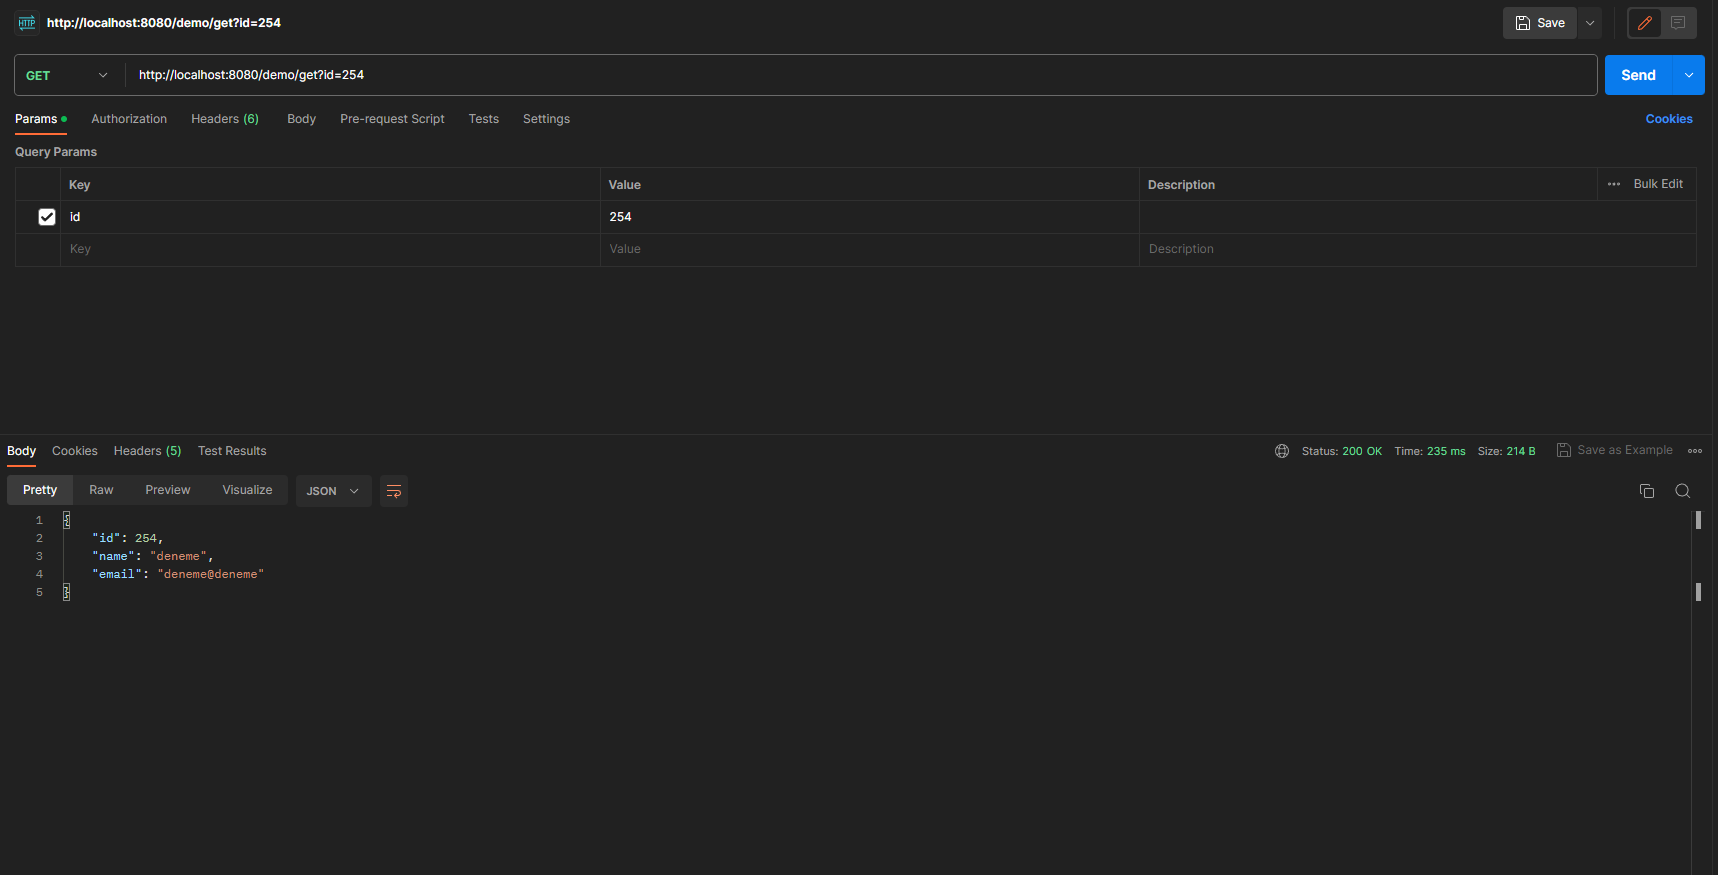 HTTP http://localhost:8080/demo/get?id=254 Save
GET http://localhost:8080/demo/get?id=254 Send
Params Authorization Headers (6) Body Pre-request Script Tests Settings Cookies
Query Params
Key Value Description Bulk Edit
id 254
Key Value Description
Body Cookies Headers (5) Test Results Status: 200 OK Time: 235 ms Size: 214 B Save as Example
Pretty Raw Preview Visualize JSON
1 {
2 "id": 254,
3 "name": "deneme",
4 "email": "deneme@deneme"
5 }